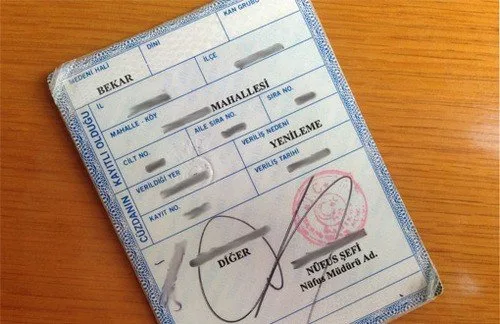 MEDENİ HALİ DİNİ KAN GRUBU
BEKAR
İL İLÇE
MAHALLE - KÖY MAHALLESİ
CİLT NO. AİLE SIRA NO. SIRA NO.
VERİLDİĞİ YER VERİLİŞ NEDENİ
YENİLEME
KAYIT NO. VERİLİŞ TARİHİ
CÜZDANIN KAYITLI OLDUĞU
DİĞER
NÜFUS ŞEFİ
Nüfus Müdürü Ad.